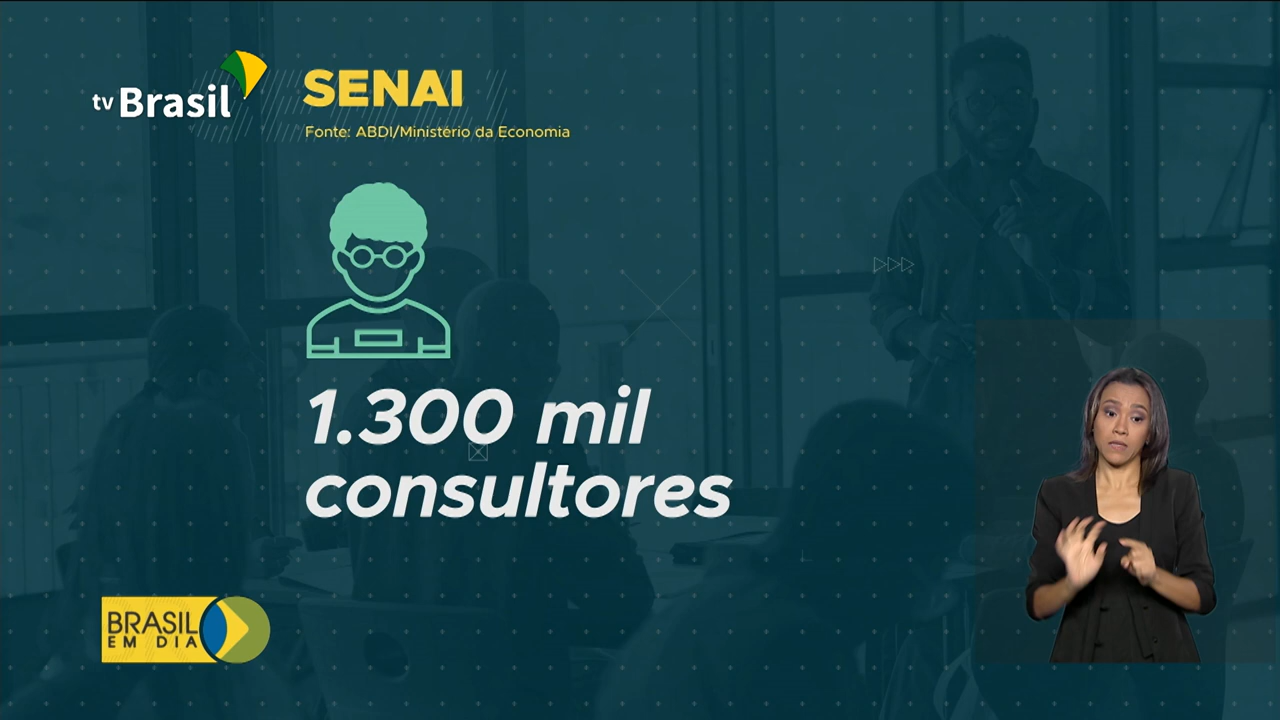 tv Brasil
SENAI
Fonte: ABDI/Ministério da Economia
1.300 mil
consultores
BRASIL
EM DIA